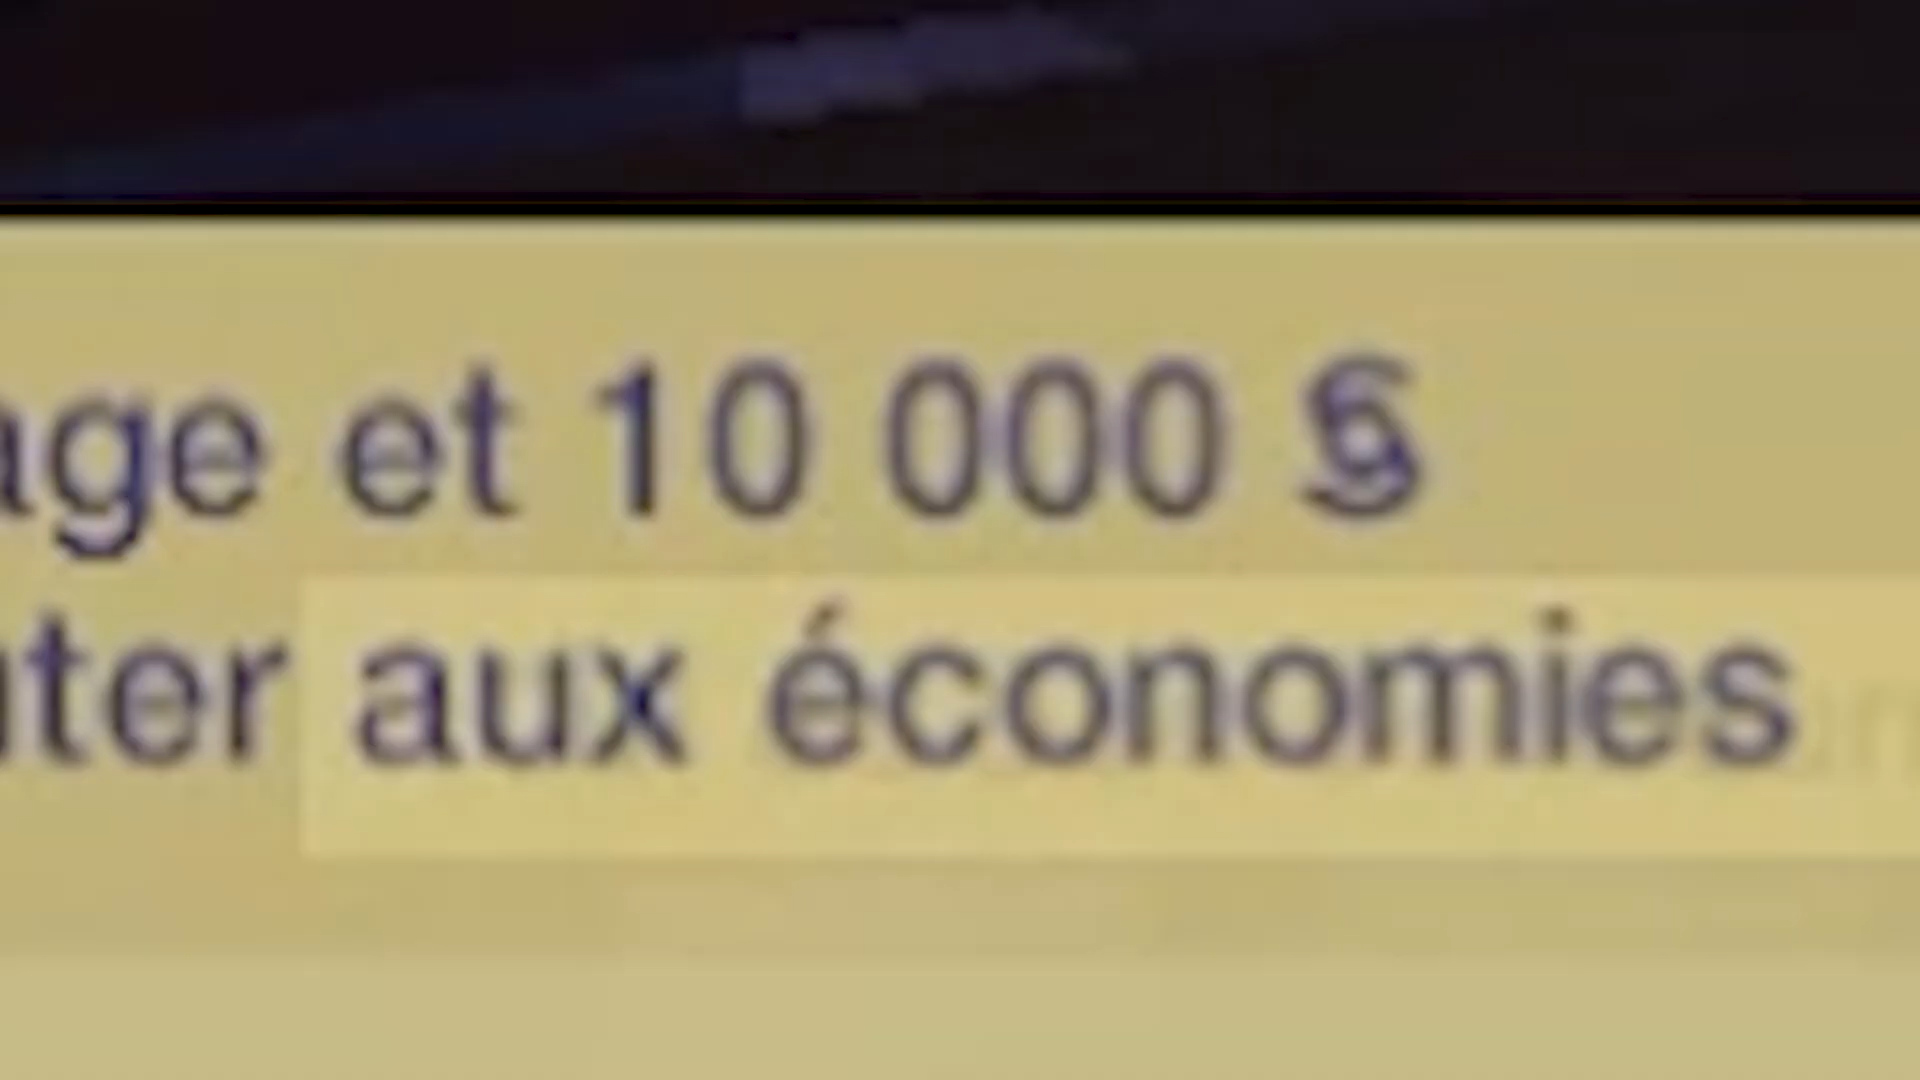 age et 10 000 §
uter aux économies